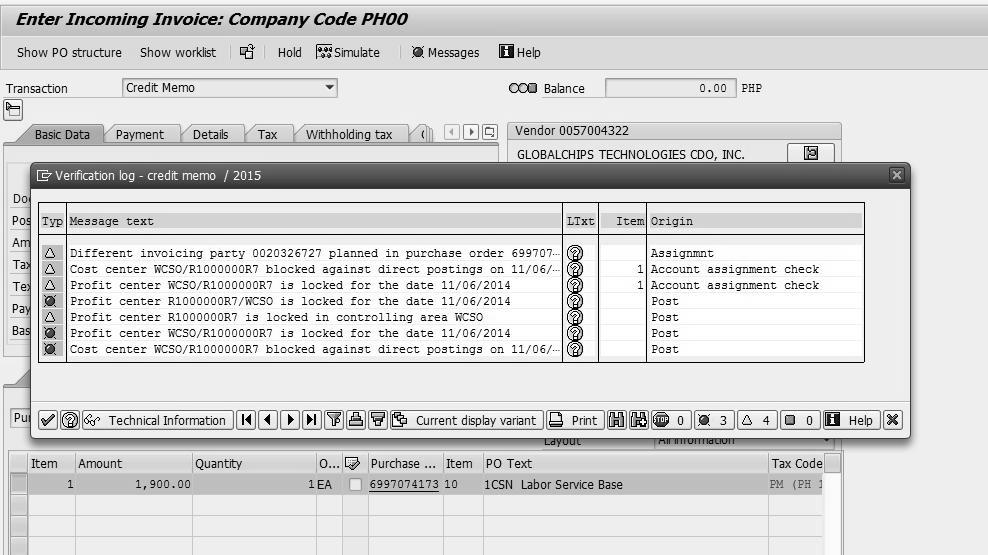 Enter Incoming Invoice: Company Code PH00
Show PO structure Show worklist Hold Simulate Messages Help
Transaction Credit Memo Balance 0.00 PHP
Basic Data Payment Details Tax Withholding tax
Vendor 0057004322
GLOBALCHIPS TECHNOLOGIES CDO, INC.
Verification log - credit memo / 2015
Typ Message text LTxt Item Origin
Different invoicing party 0020326727 planned in purchase order 699707··· Assignmnt
Cost center WCSO/R1000000R7 blocked against direct postings on 11/06/··· 1 Account assignment check
Profit center WCSO/R1000000R7 is locked for the date 11/06/2014 1 Account assignment check
Profit center R1000000R7/WCSO is locked for the date 11/06/2014 Post
Profit center R1000000R7 is locked in controlling area WCSO Post
Profit center WCSO/R1000000R7 is locked for the date 11/06/2014 Post
Cost center WCSO/R1000000R7 blocked against direct postings on 11/06/··· Post
Technical Information Current display variant Print STOP 0 3 4 0 Help
Layout All information
Item Amount Quantity O... Purchase ... Item PO Text Tax Code
1 1,900.00 1 EA 6997074173 10 1CSN Labor Service Base PM (PH 1